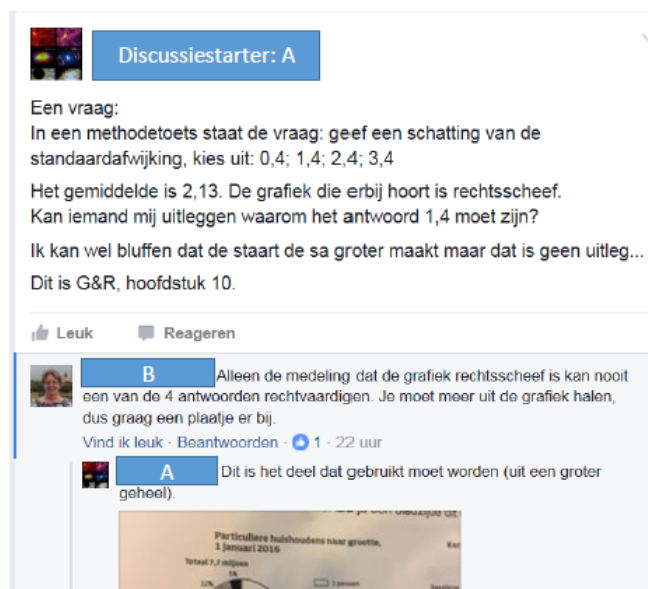 Discussiestarter: A
Een vraag:
In een methodetoets staat de vraag: geef een schatting van de
standaardafwijking, kies uit: 0,4; 1,4; 2,4; 3,4
Het gemiddelde is 2,13. De grafiek die erbij hoort is rechtsscheef.
Kan iemand mij uitleggen waarom het antwoord 1,4 moet zijn?
Ik kan wel bluffen dat de staart de sa groter maakt maar dat is geen uitleg...
Dit is G&R, hoofdstuk 10.
Leuk Reageren
B Alleen de medeling dat de grafiek rechtsscheef is kan nooit
een van de 4 antwoorden rechtvaardigen. Je moet meer uit de grafiek halen,
dus graag een plaatje er bij.
Vind ik leuk · Beantwoorden · 1 · 22 uur
A Dit is het deel dat gebruikt moet worden (uit een groter
geheel).
Particuliere huishoudens naar grootte,
1 januari 2016
Totaal 7,7 miljoen
5%
12%
1 persoon